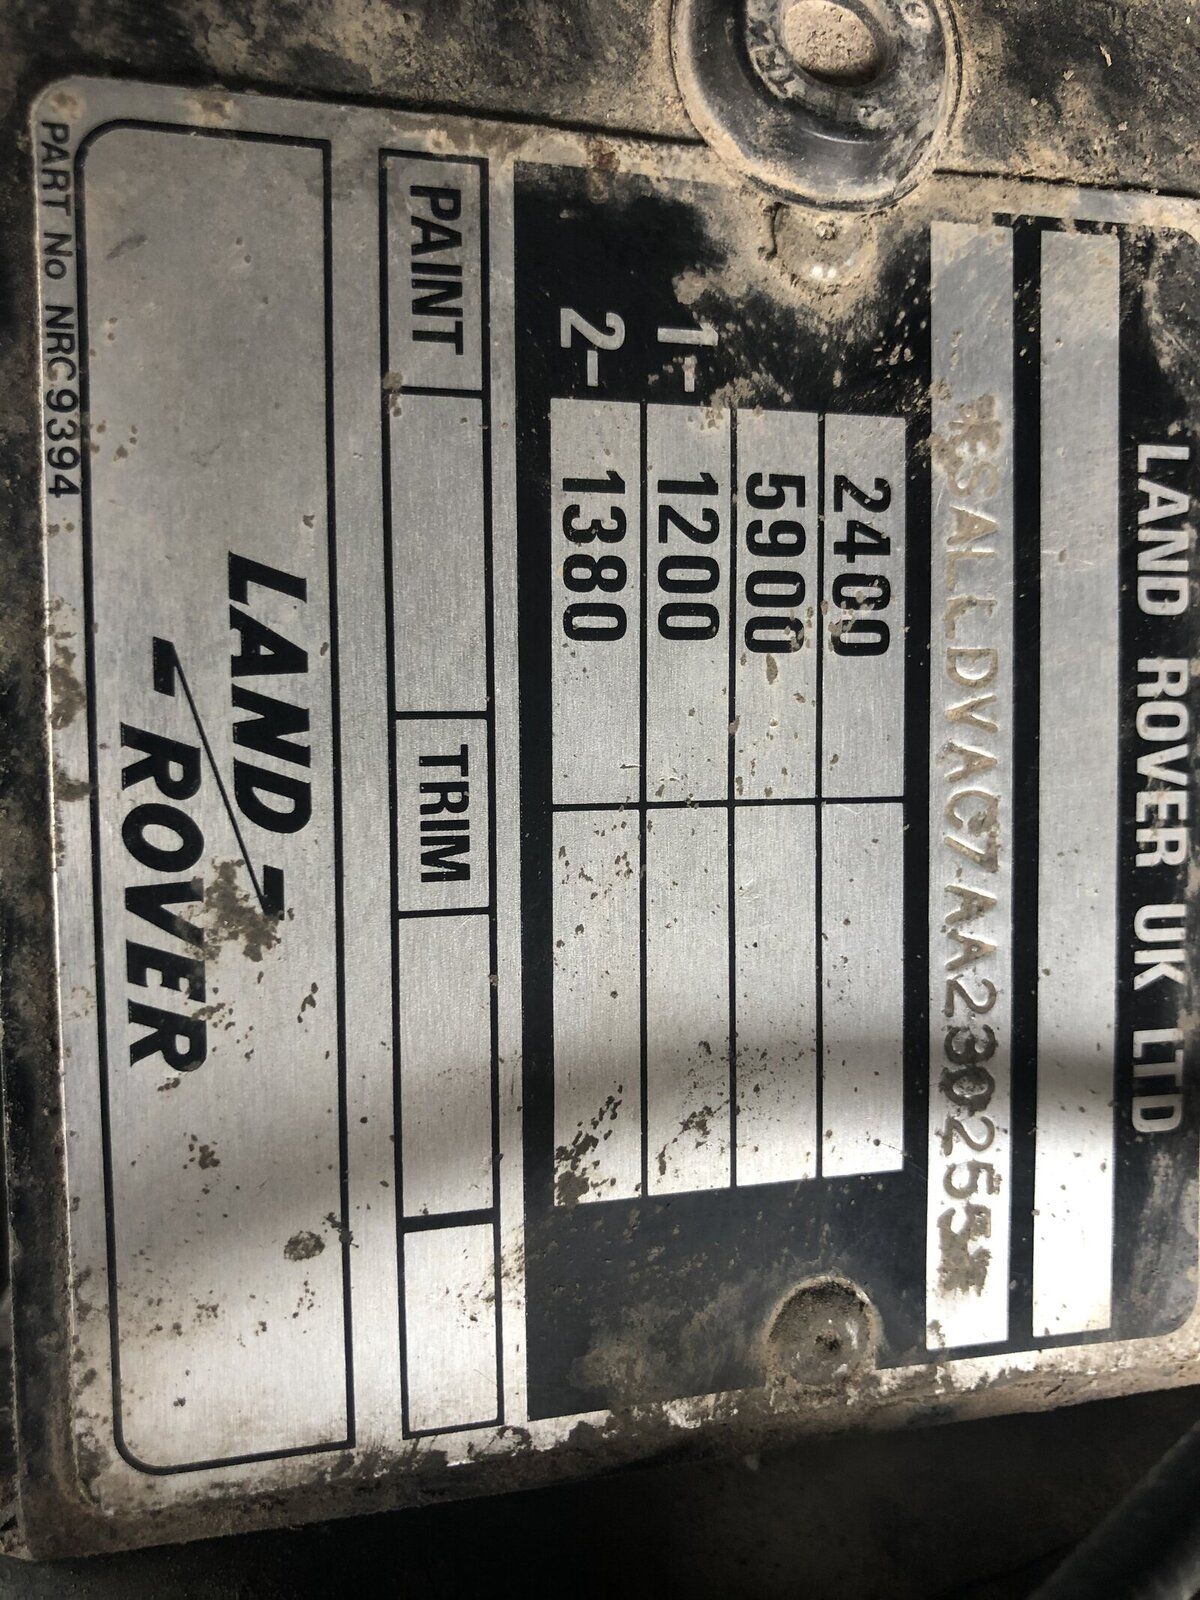 LAND ROVER UK LTD
*SALLDVAC7AA230255*
2400
5900
1- 1200
2- 1380
PAINT TRIM
LAND
ROVER
PART No NRC9394